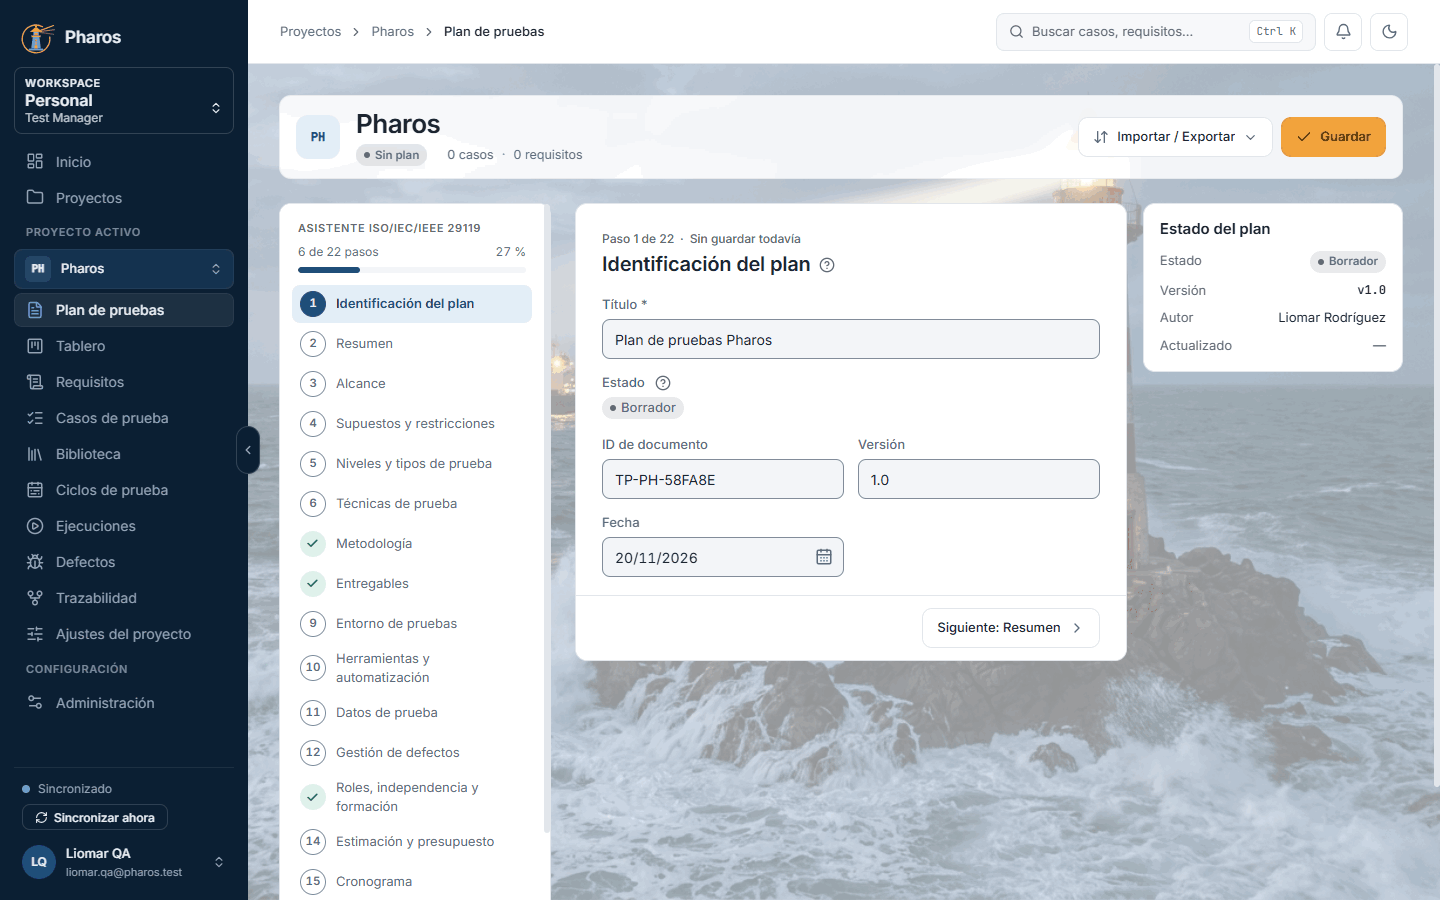 Pharos
WORKSPACE
Personal
Test Manager
Inicio
Proyectos
PROYECTO ACTIVO
PH Pharos
Plan de pruebas
Tablero
Requisitos
Casos de prueba
Biblioteca
Ciclos de prueba
Ejecuciones
Defectos
Trazabilidad
Ajustes del proyecto
CONFIGURACIÓN
Administración
Sincronizado
Sincronizar ahora
LQ
Liomar QA
liomar.qa@pharos.test
Proyectos > Pharos > Plan de pruebas
Buscar casos, requisitos... Ctrl K
PH
Pharos
Sin plan 0 casos · 0 requisitos
Importar / Exportar
Guardar
ASISTENTE ISO/IEC/IEEE 29119
6 de 22 pasos 27 %
1 Identificación del plan
2 Resumen
3 Alcance
4 Supuestos y restricciones
5 Niveles y tipos de prueba
6 Técnicas de prueba
Metodología
Entregables
9 Entorno de pruebas
10 Herramientas y
automatización
11 Datos de prueba
12 Gestión de defectos
Roles, independencia y
formación
14 Estimación y presupuesto
15 Cronograma
Paso 1 de 22 · Sin guardar todavía
Identificación del plan
Título *
Plan de pruebas Pharos
Estado
Borrador
ID de documento Versión
TP-PH-58FA8E 1.0
Fecha
20/11/2026
Siguiente: Resumen
Estado del plan
Estado Borrador
Versión v1.0
Autor Liomar Rodríguez
Actualizado —